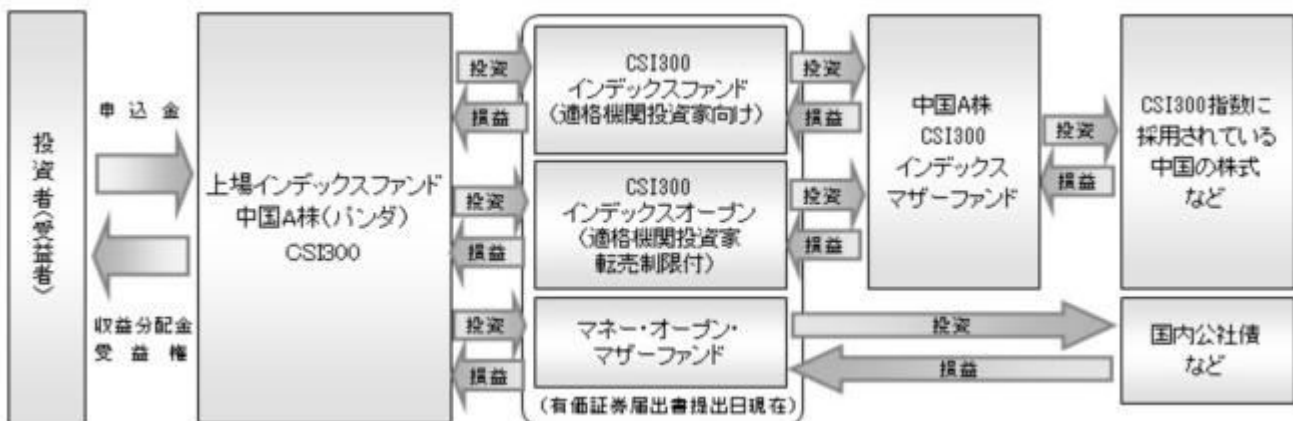 投資者(受益者)
申込金
収益分配金
受益権
上場インデックスファンド
中国A株(パンダ)
CSI300
投資
損益
投資
損益
投資
損益
CSI300
インデックスファンド
(適格機関投資家向け)
CSI300
インデックスオープン
(適格機関投資家
転売制限付)
マネー・オープン・
マザーファンド
(有価証券届出書提出日現在)
投資
損益
投資
損益
中国A株
CSI300
インデックス
マザーファンド
投資
損益
CSI300指数に
採用されている
中国の株式
など
投資
損益
国内公社債
など